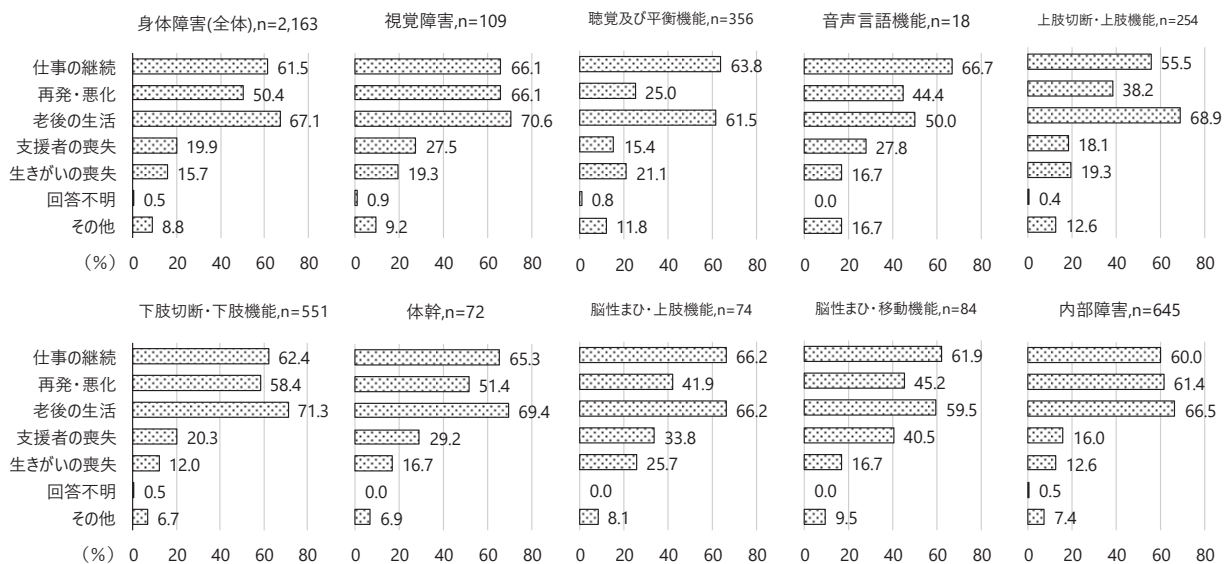 身体障害(全体),n=2,163
視覚障害,n=109
聴覚及び平衡機能,n=356
音声言語機能,n=18
上肢切断・上肢機能,n=254
仕事の継続 61.5 66.1 63.8 66.7 55.5
再発・悪化 50.4 66.1 25.0 44.4 38.2
老後の生活 67.1 70.6 61.5 50.0 68.9
支援者の喪失 19.9 27.5 15.4 27.8 18.1
生きがいの喪失 15.7 19.3 21.1 16.7 19.3
回答不明 0.5 0.9 0.8 0.0 0.4
その他 8.8 9.2 11.8 16.7 12.6
(%) 0 20 40 60 80 0 20 40 60 80 0 20 40 60 80 0 20 40 60 80 0 20 40 60 80
下肢切断・下肢機能,n=551
体幹,n=72
脳性まひ・上肢機能,n=74
脳性まひ・移動機能,n=84
内部障害,n=645
仕事の継続 62.4 65.3 66.2 61.9 60.0
再発・悪化 58.4 51.4 41.9 45.2 61.4
老後の生活 71.3 69.4 66.2 59.5 66.5
支援者の喪失 20.3 29.2 33.8 40.5 16.0
生きがいの喪失 12.0 16.7 25.7 16.7 12.6
回答不明 0.5 0.0 0.0 0.0 0.5
その他 6.7 6.9 8.1 9.5 7.4
(%) 0 20 40 60 80 0 20 40 60 80 0 20 40 60 80 0 20 40 60 80 0 20 40 60 80